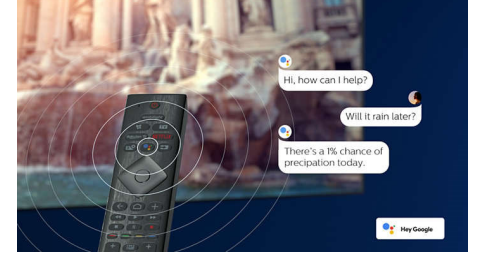 Hi, how can I help?
Will it rain later?
There's a 1% chance of
precipation today.
Hey Google